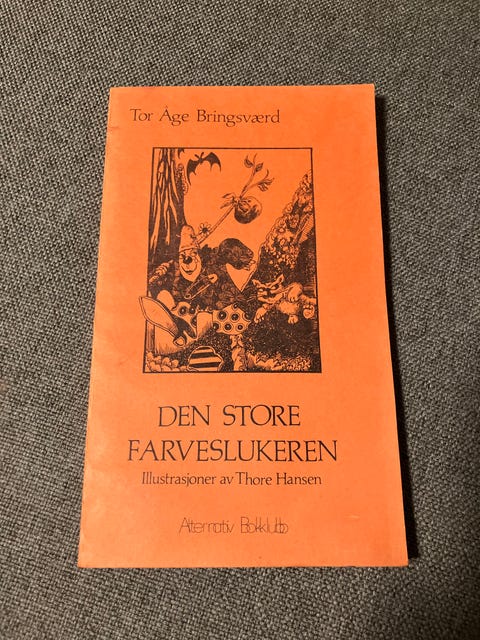 Tor Åge Bringsværd
DEN STORE
FARVESLUKEREN
Illustrasjoner av Thore Hansen
Alternativ Bokklubb